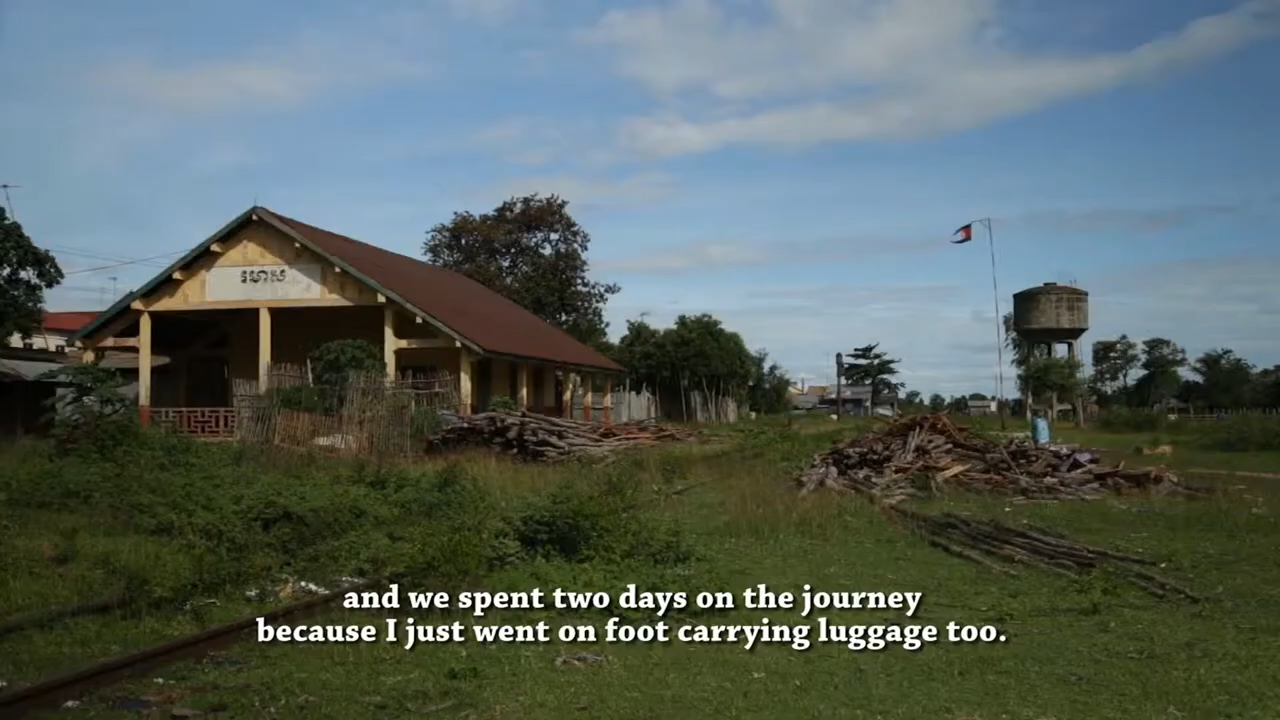 and we spent two days on the journey
because I just went on foot carrying luggage too.